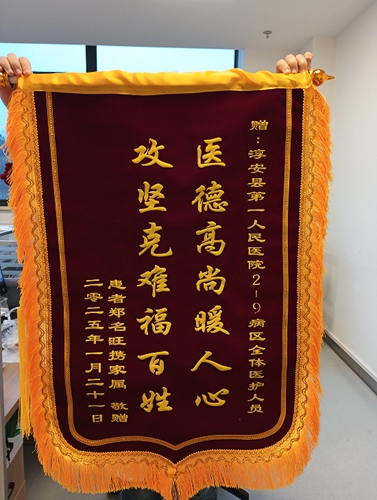 赠：淳安县第一人民医院2-9病区全体医护人员
医德高尚暖人心
攻坚克难福百姓
患者郑名旺携家属 敬赠
二零二五年一月二十一日